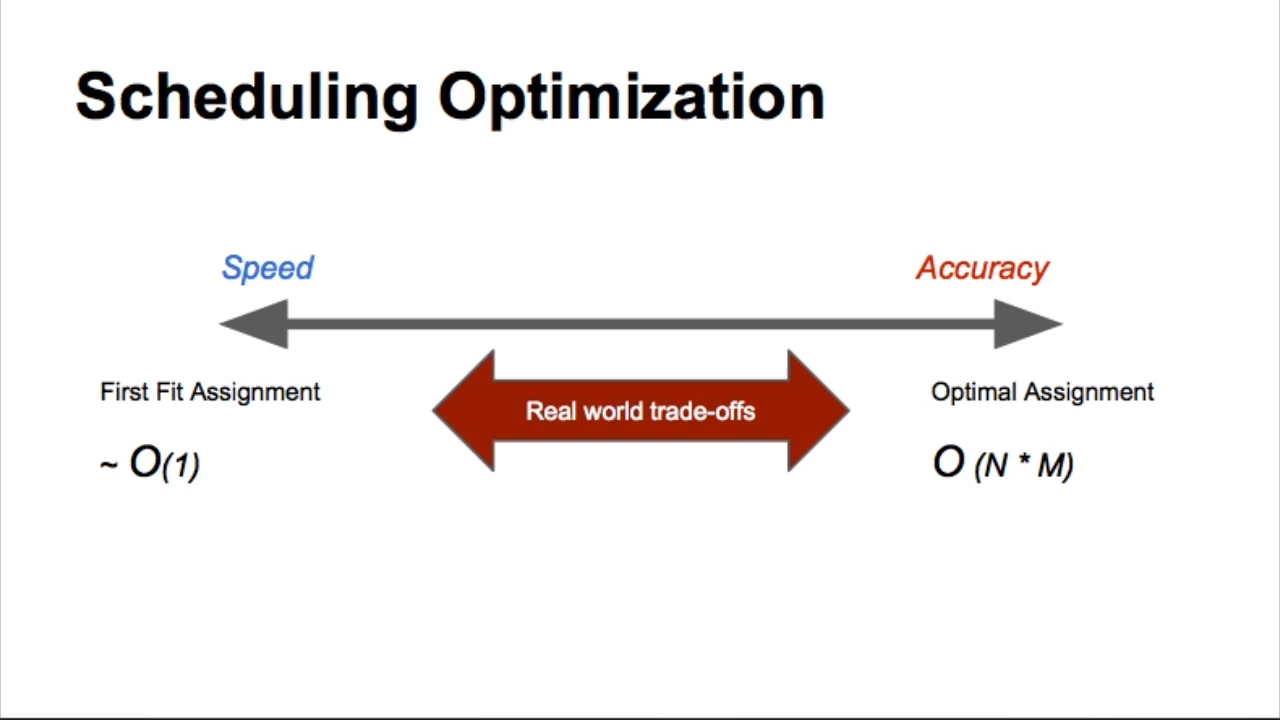 Scheduling Optimization
Speed
Accuracy
First Fit Assignment
Real world trade-offs
Optimal Assignment
~ O(1)
O (N * M)